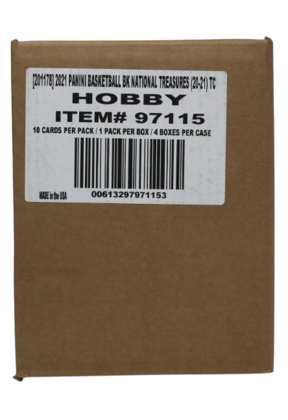 [201178] 2021 PANINI BASKETBALL BK NATIONAL TREASURES (20-21) TC
HOBBY
ITEM# 97115
10 CARDS PER PACK / 1 PACK PER BOX / 4 BOXES PER CASE
MADE in the USA
00613297971153